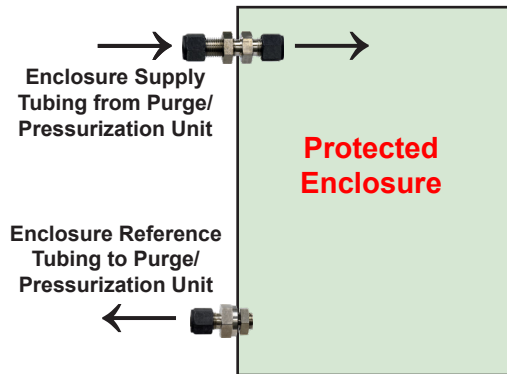 Enclosure Supply
Tubing from Purge/
Pressurization Unit
Protected
Enclosure
Enclosure Reference
Tubing to Purge/
Pressurization Unit